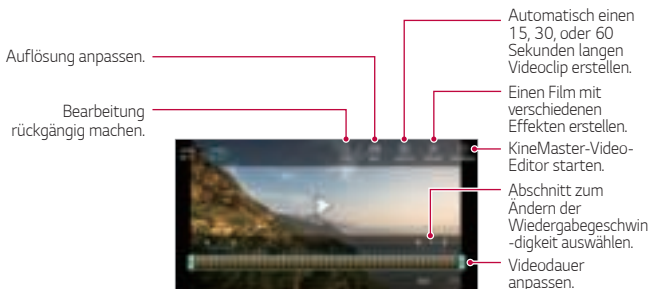 Auflösung anpassen.
Bearbeitung
rückgängig machen.
Automatisch einen
15, 30, oder 60
Sekunden langen
Videoclip erstellen.
Einen Film mit
verschiedenen
Effekten erstellen.
KineMaster-Video-
Editor starten.
Abschnitt zum
Ändern der
Wiedergabegeschwin
-digkeit auswählen.
Videodauer
anpassen.